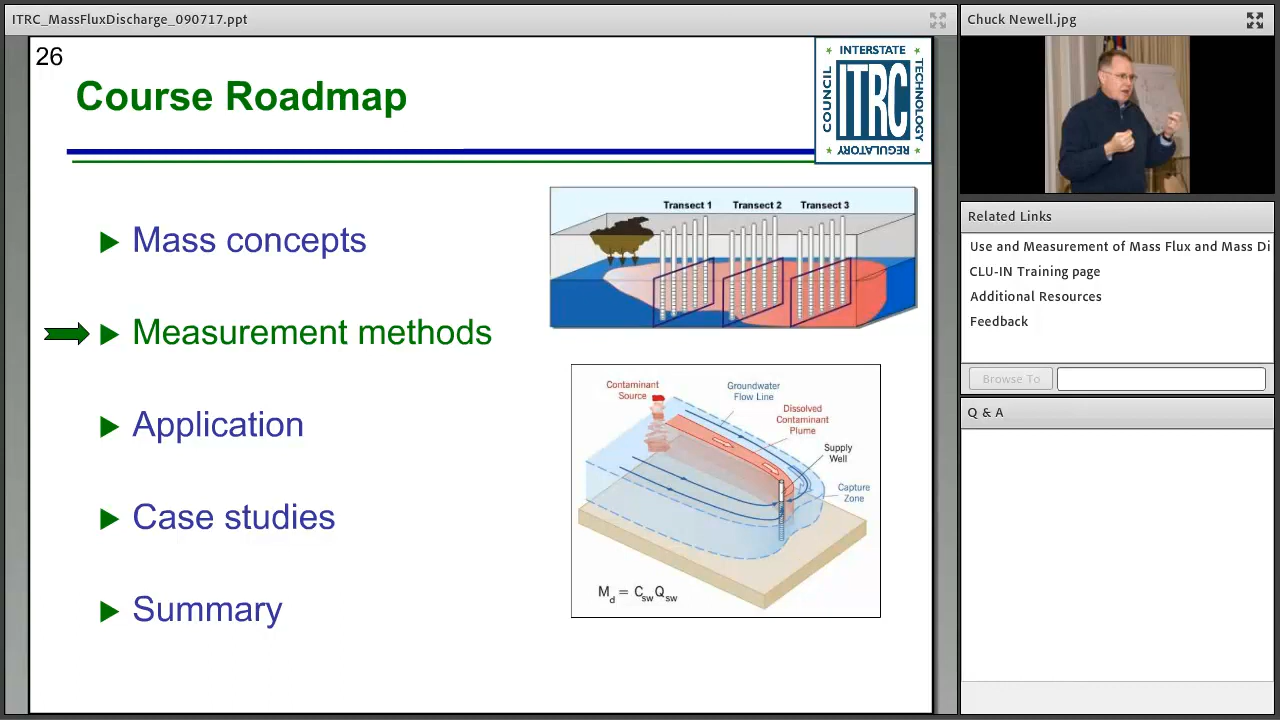 ITRC_MassFluxDischarge_090717.ppt
26
Course Roadmap
INTERSTATE
COUNCIL
ITRC
TECHNOLOGY
REGULATORY
Mass concepts
Measurement methods
Application
Case studies
Summary
Transect 1 Transect 2 Transect 3
Contaminant
Source
Groundwater
Flow Line
Dissolved
Contaminant
Plume
Supply
Well
Capture
Zone
Md = CswQsw
Chuck Newell.jpg
Related Links
Use and Measurement of Mass Flux and Mass Di
CLU-IN Training page
Additional Resources
Feedback
Browse To
Q & A